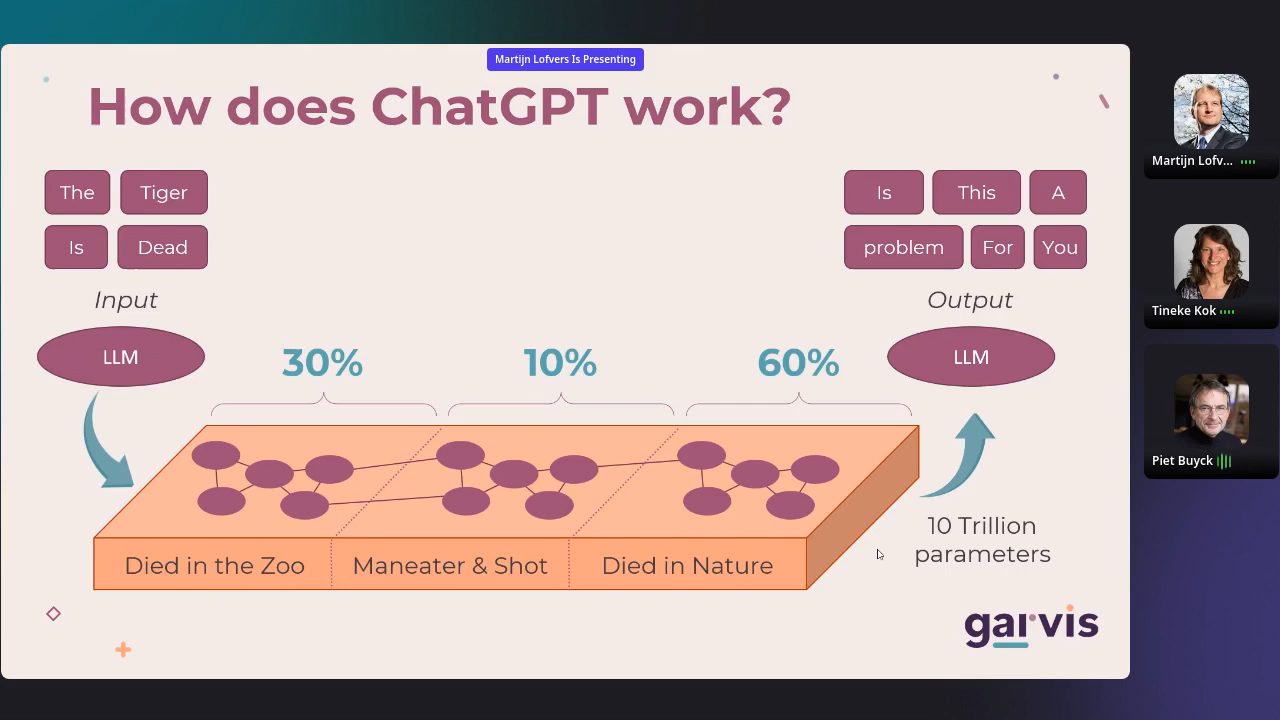 Martijn Lofvers Is Presenting
How does ChatGPT work?
The Tiger
Is Dead
Input
LLM
Is This A
problem For You
Output
LLM
30% 10% 60%
Died in the Zoo Maneater & Shot Died in Nature
10 Trillion
parameters
garvis
Martijn Lofv...
Tineke Kok
Piet Buyck